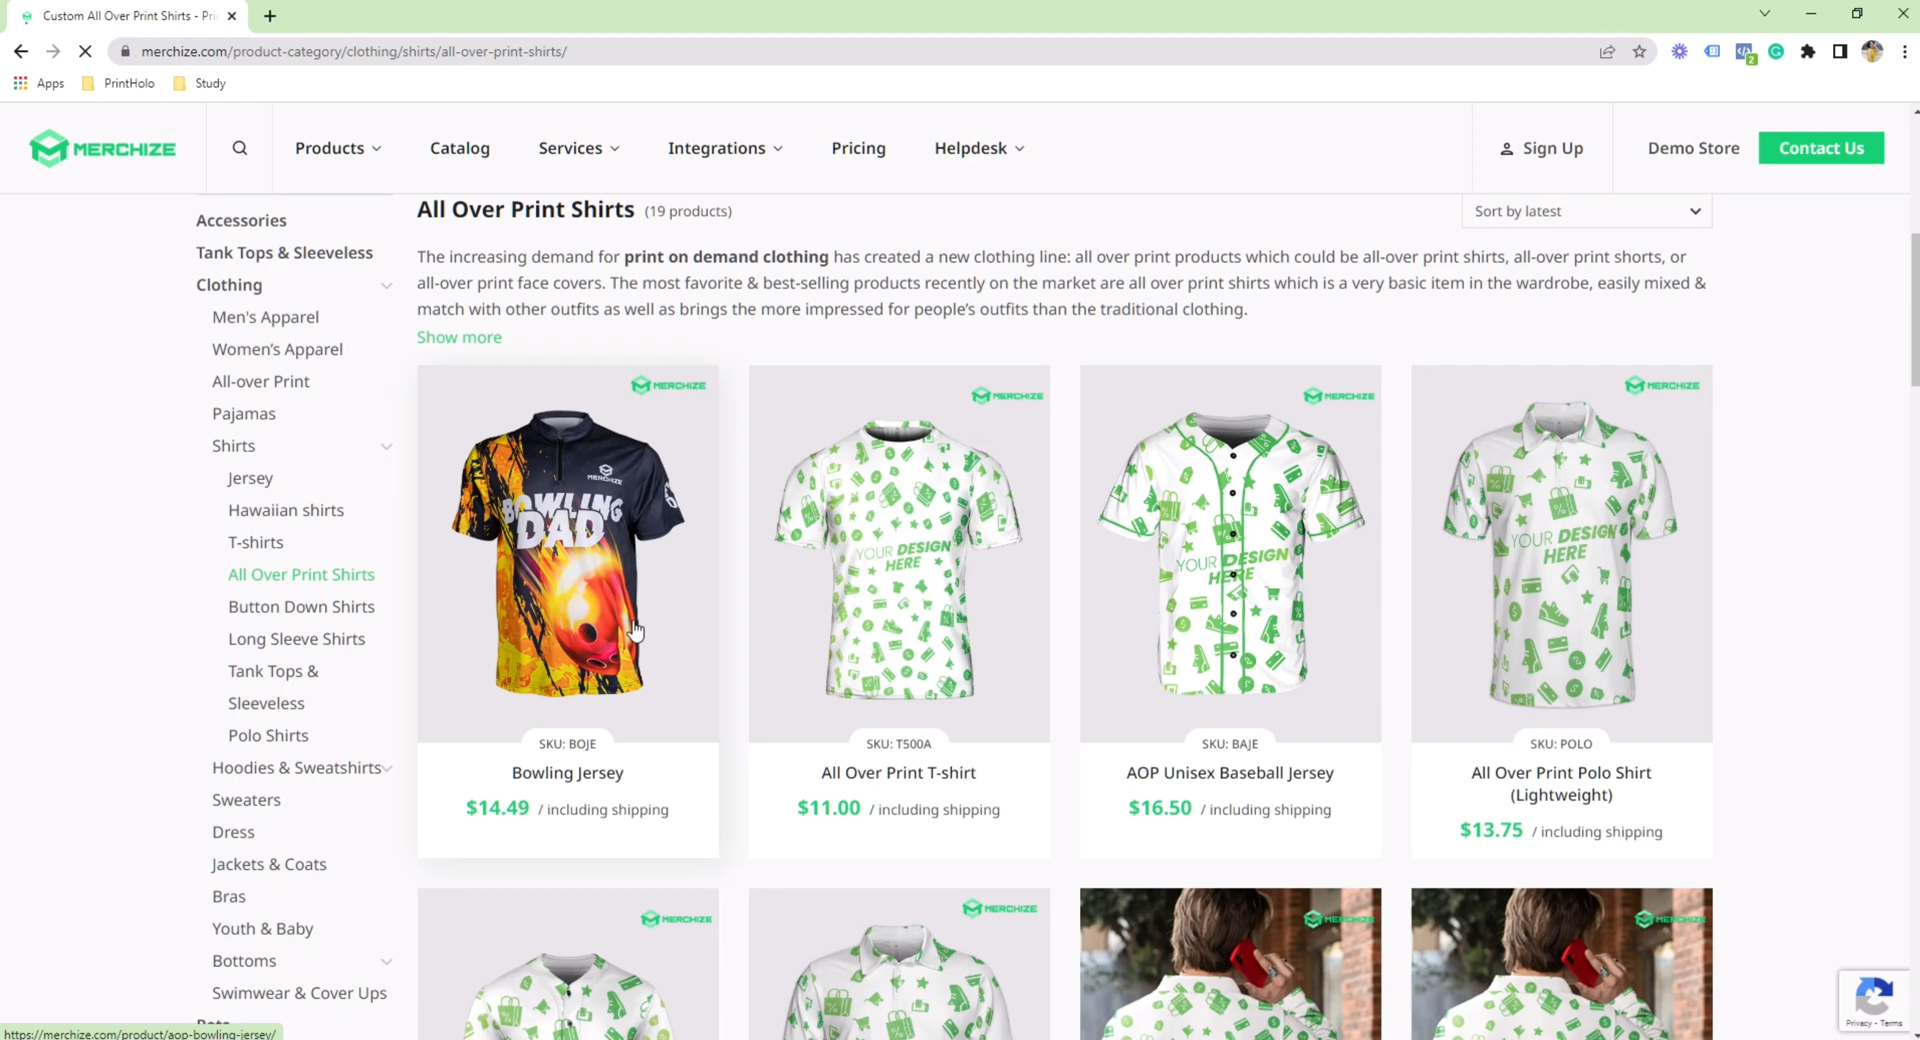 Custom All Over Print Shirts - Pri
merchize.com/product-category/clothing/shirts/all-over-print-shirts/
2
Apps
PrintHolo
Study
MERCHIZE
Products
Catalog
Services
Integrations
Pricing
Helpdesk
Sign Up
Demo Store
Contact Us
Accessories
Tank Tops & Sleeveless
Clothing
Men's Apparel
Women’s Apparel
All-over Print
Pajamas
Shirts
Jersey
Hawaiian shirts
T-shirts
All Over Print Shirts
Button Down Shirts
Long Sleeve Shirts
Tank Tops &
Sleeveless
Polo Shirts
Hoodies & Sweatshirts
Sweaters
Dress
Jackets & Coats
Bras
Youth & Baby
Bottoms
Swimwear & Cover Ups
All Over Print Shirts (19 products)
Sort by latest
The increasing demand for print on demand clothing has created a new clothing line: all over print products which could be all-over print shirts, all-over print shorts, or
all-over print face covers. The most favorite & best-selling products recently on the market are all over print shirts which is a very basic item in the wardrobe, easily mixed &
match with other outfits as well as brings the more impressed for people’s outfits than the traditional clothing.
Show more
MERCHIZE
MERCHIZE
BOWLING
DAD
SKU: BOJE
Bowling Jersey
$14.49 / including shipping
MERCHIZE
YOUR DESIGN
HERE
SKU: T500A
All Over Print T-shirt
$11.00 / including shipping
MERCHIZE
YOUR DESIGN
HERE
SKU: BAJE
AOP Unisex Baseball Jersey
$16.50 / including shipping
MERCHIZE
YOUR DESIGN
HERE
SKU: POLO
All Over Print Polo Shirt
(Lightweight)
$13.75 / including shipping
MERCHIZE
MERCHIZE
MERCHIZE
MERCHIZE
Privacy - Terms
https://merchize.com/product/aop-bowling-jersey/